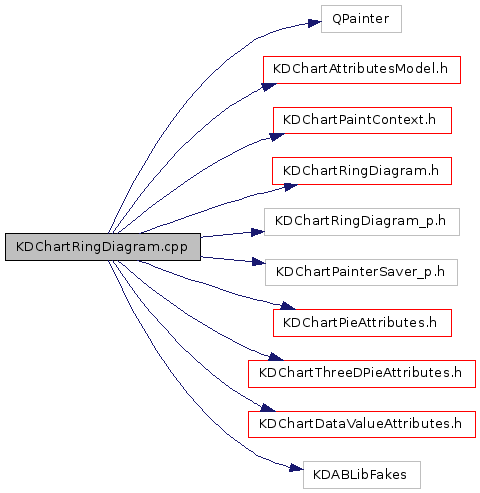 QPainter
KDChartAttributesModel.h
KDChartPaintContext.h
KDChartRingDiagram.h
KDChartRingDiagram_p.h
KDChartRingDiagram.cpp
KDChartPainterSaver_p.h
KDChartPieAttributes.h
KDChartThreeDPieAttributes.h
KDChartDataValueAttributes.h
KDABLibFakes